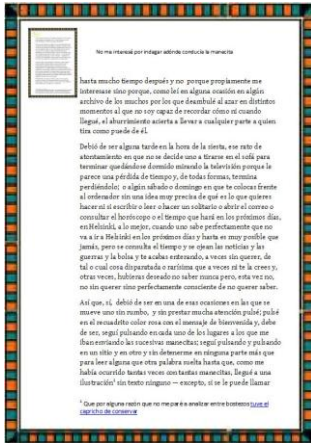 No me interesé por indagar adónde conducía la manecita
hasta mucho tiempo después y no porque propiamente me
interesase sino porque, como leí en alguna ocasión en algún
archivo de los muchos por los que deambulé al azar en distintos
momentos al que no soy capaz de recordar cómo ni cuando
llegué, el aburrimiento acierta a llevar a cualquier parte a quien
tira como puede de él.
Debió de ser alguna tarde en la hora de la siesta, ese rato de
atontamiento en que no se decide uno a tirarse en el sofá para
terminar quedándose dormido mirando la televisión porque le
parece una pérdida de tiempo y, de todas formas, termina
perdiéndolo; o algún sábado o domingo en que te colocas frente
al ordenador sin una idea muy precisa de qué es lo que quieres
hacer ni si escribir o leer o hacer un solitario o abrir el correo o
consultar el horóscopo o el tiempo que hará en los próximos días,
en Helsinki, a lo mejor, cuando uno sabe perfectamente que no
va a ir a Helsinki en los próximos días y hasta es muy posible que
jamás, pero se consulta el tiempo y se ojean las noticias y las
guerras y la bolsa y te acabas enterando, a veces sin querer, de
tal o cual cosa disparatada o rarísima que a veces ni te la crees y,
otras veces, hubieras deseado no saber nunca pero, esta vez no,
no sin querer sino perfectamente consciente de no querer saber.
Así que, sí, debió de ser en una de esas ocasiones en las que se
mueve uno sin rumbo, y sin prestar mucha atención pulsé; pulsé
en el recuadrito color rosa con el mensaje de bienvenida y, debe
de ser, seguí pulsando en cada uno de los lugares a los que me
iban enviando las sucesivas manecitas; seguí pulsando y pulsando
en un sitio y en otro y sin detenerme en ninguna parte más que
para leer alguna que otra palabra suelta hasta que, como me
había ocurrido tantas veces con tantas manecitas, llegué a una
ilustración¹ sin texto ninguno — excepto, si se le puede llamar
¹ Que por alguna razón que no me paré a analizar entre bostezos tuve el
capricho de conservar